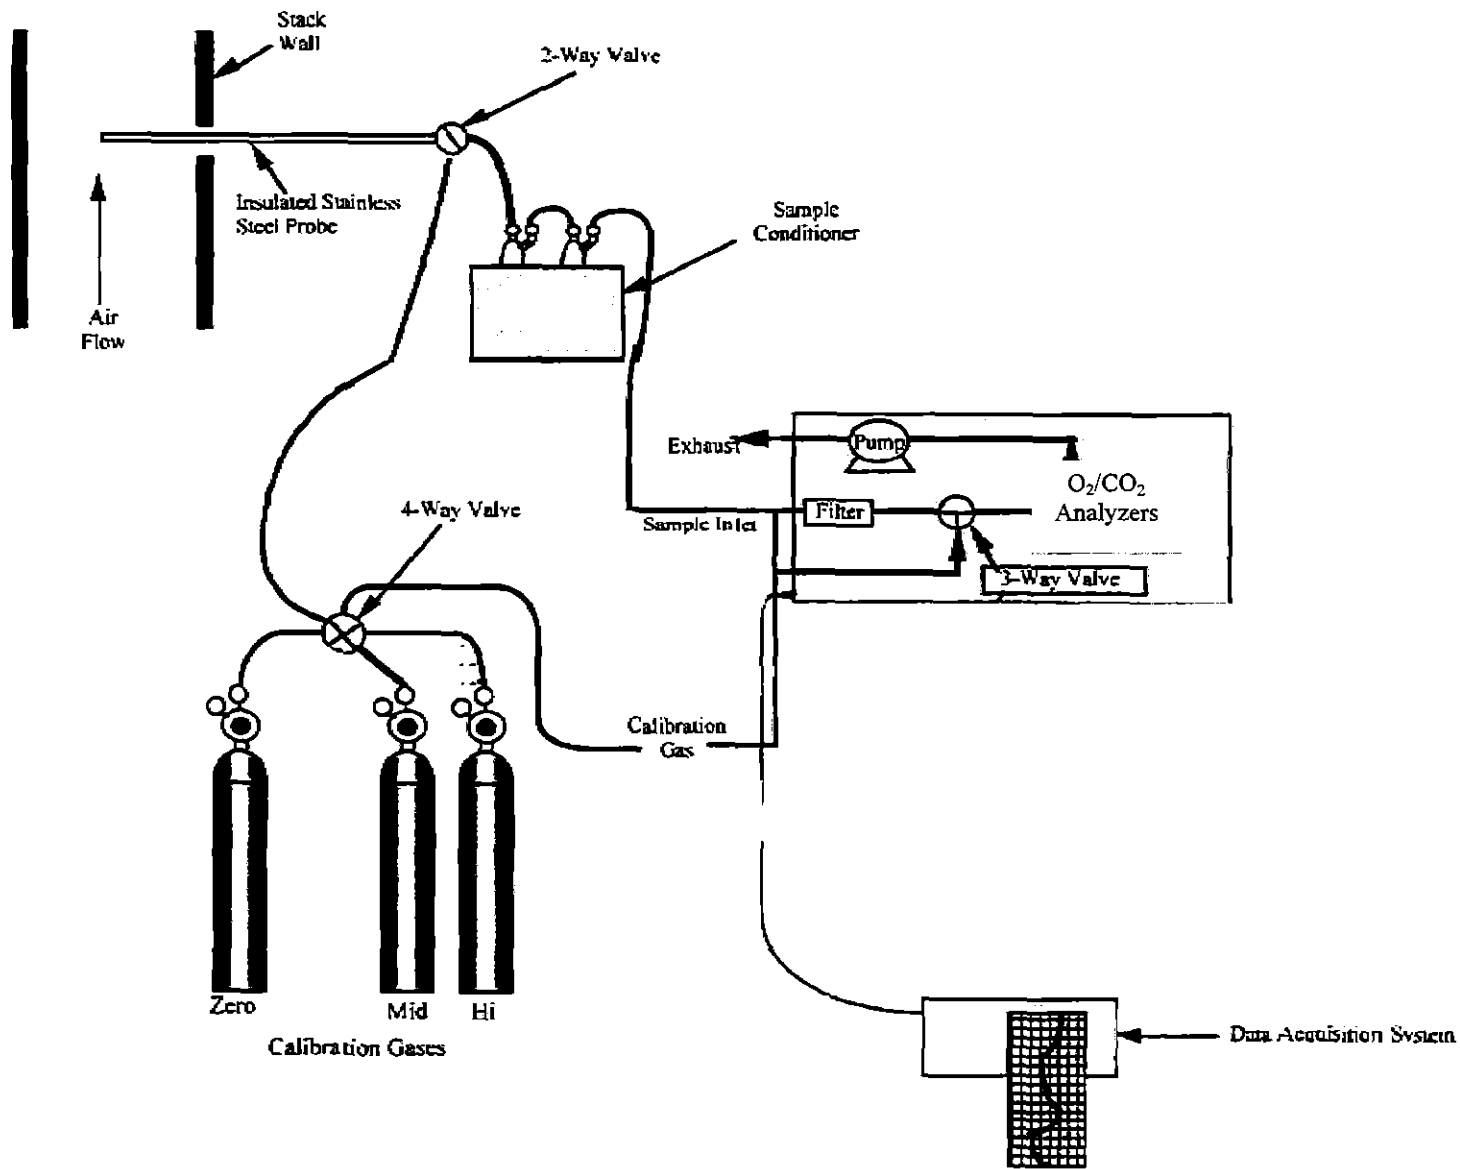 Stack
Wall
2-Way Valve
Insulated Stainless
Steel Probe
Sample
Conditioner
Air
Flow
Exhaust
Pump
O₂/CO₂
Analyzers
4-Way Valve
Filter
Sample Inlet
3-Way Valve
Calibration
Gas
Zero
Mid
Hi
Calibration Gases
Data Acquisition System